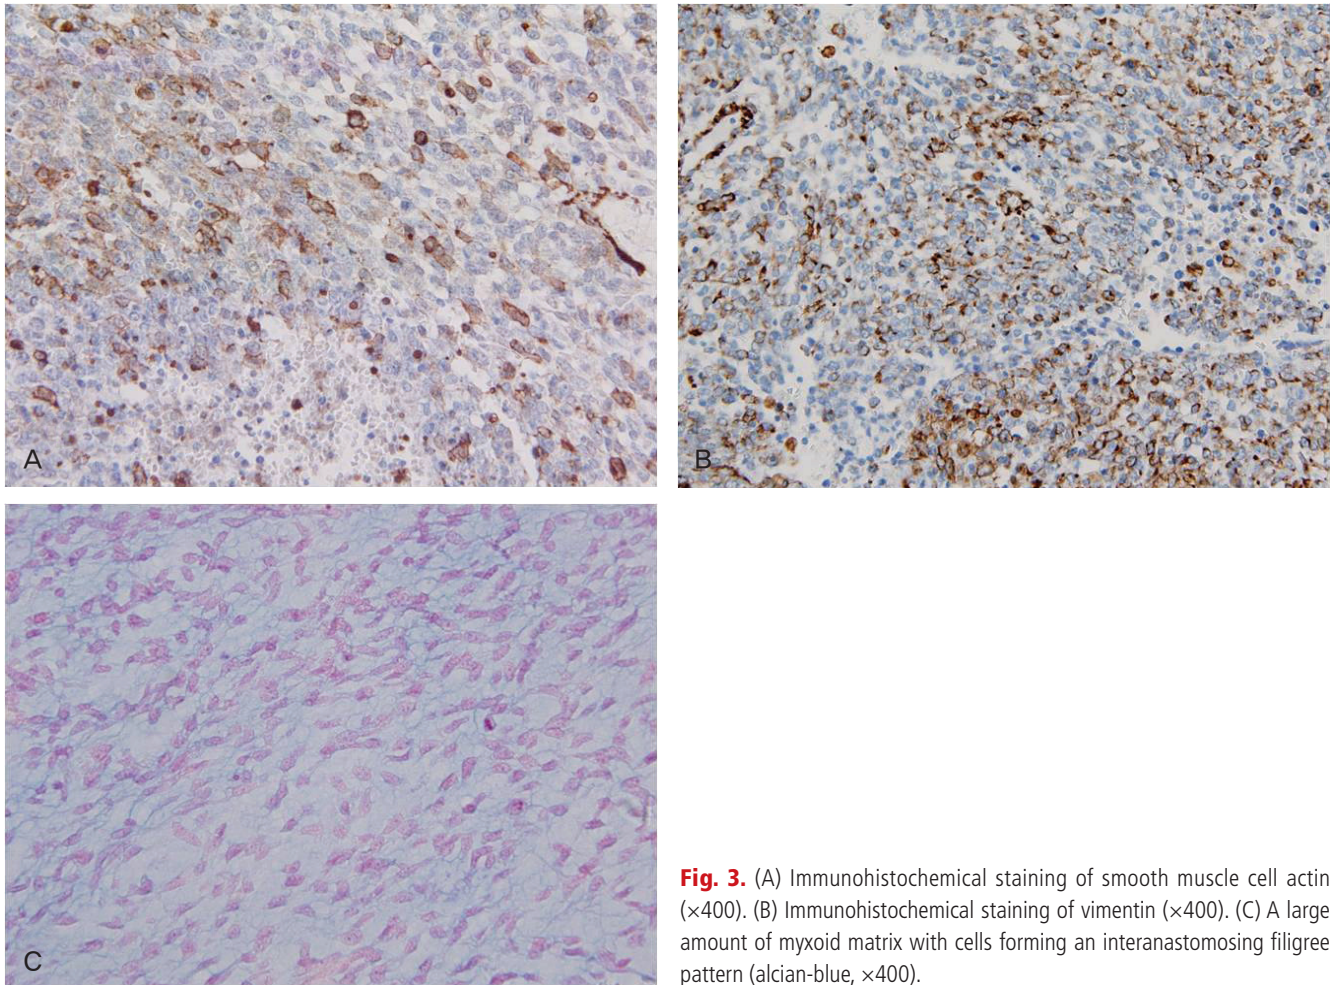 A
B
C
Fig. 3. (A) Immunohistochemical staining of smooth muscle cell actin
(×400). (B) Immunohistochemical staining of vimentin (×400). (C) A large
amount of myxoid matrix with cells forming an interanastomosing filigree
pattern (alcian-blue, ×400).